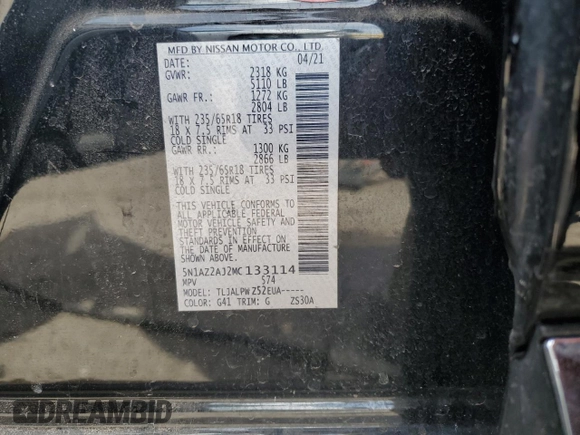 MFD BY NISSAN MOTOR CO., LTD.
DATE: 04/21
GVWR: 2318 KG
5110 LB
GAWR FR.: 1272 KG
2804 LB
WITH 235/65R18 TIRES
18 X 7.5 RIMS AT 33 PSI
COLD SINGLE
GAWR RR.: 1300 KG
2866 LB
WITH 235/65R18 TIRES
18 X 7.5 RIMS AT 33 PSI
COLD SINGLE
THIS VEHICLE CONFORMS TO
ALL APPLICABLE FEDERAL
MOTOR VEHICLE SAFETY AND
THEFT PREVENTION
STANDARDS IN EFFECT ON
THE DATE OF MANUFACTURE
SHOWN ABOVE.
5N1AZ2AJ2MC133114
MPV S74
MODEL: TLJALPWZ52EUA-----
COLOR: G41 TRIM: G ZS30A
DREAMBID